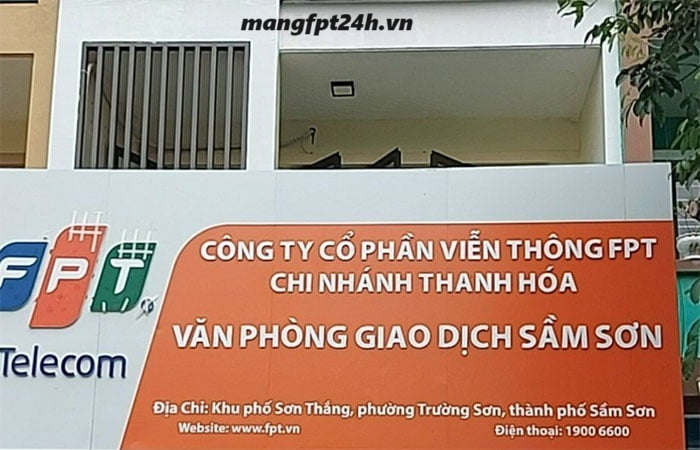 mangfpt24h.vn
CÔNG TY CỔ PHẦN VIỄN THÔNG FPT
CHI NHÁNH THANH HÓA
FPT
VĂN PHÒNG GIAO DỊCH SẦM SƠN
Telecom
Địa Chỉ: Khu phố Sơn Thắng, phường Trường Sơn, thành phố Sầm Sơn
Website: www.fpt.vn Điện thoại: 1900 6600